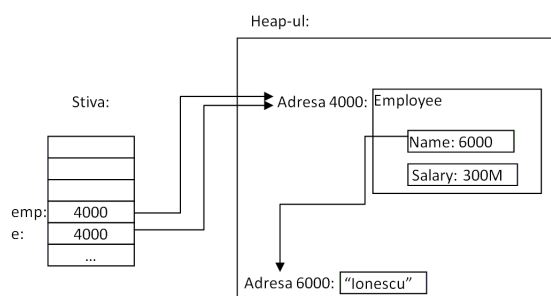 Heap-ul:
Stiva:
Adresa 4000:
Employee
Name: 6000
Salary: 300M
emp:
4000
e:
4000
...
Adresa 6000:
"Ionescu"